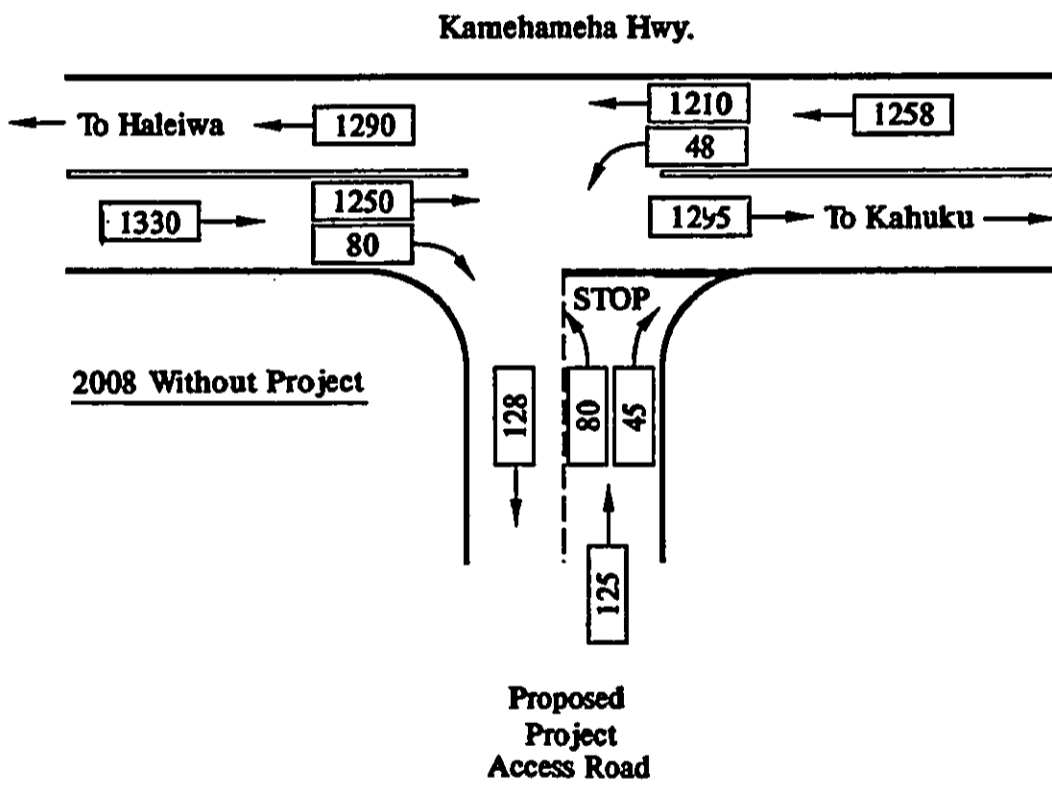 Kamehameha Hwy.
To Haleiwa
1290
1210
1258
48
1330
1250
1295
To Kahuku
80
STOP
2008 Without Project
128
80
45
125
Proposed
Project
Access Road